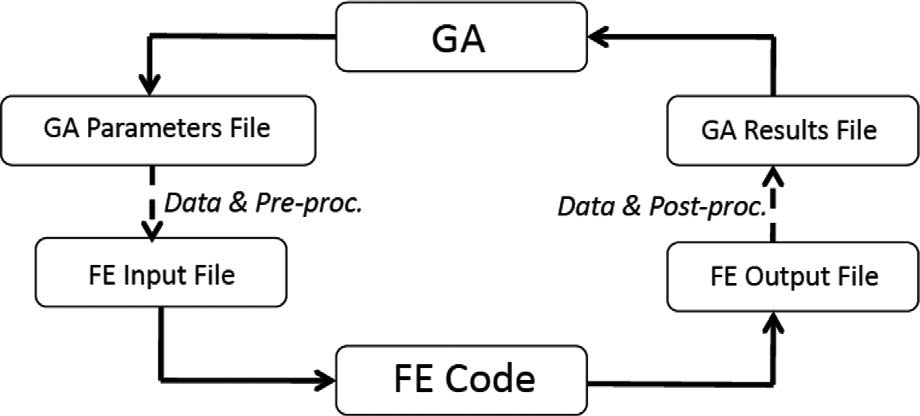 GA
GA Parameters File
GA Results File
Data & Pre-proc.
Data & Post-proc.
FE Input File
FE Output File
FE Code